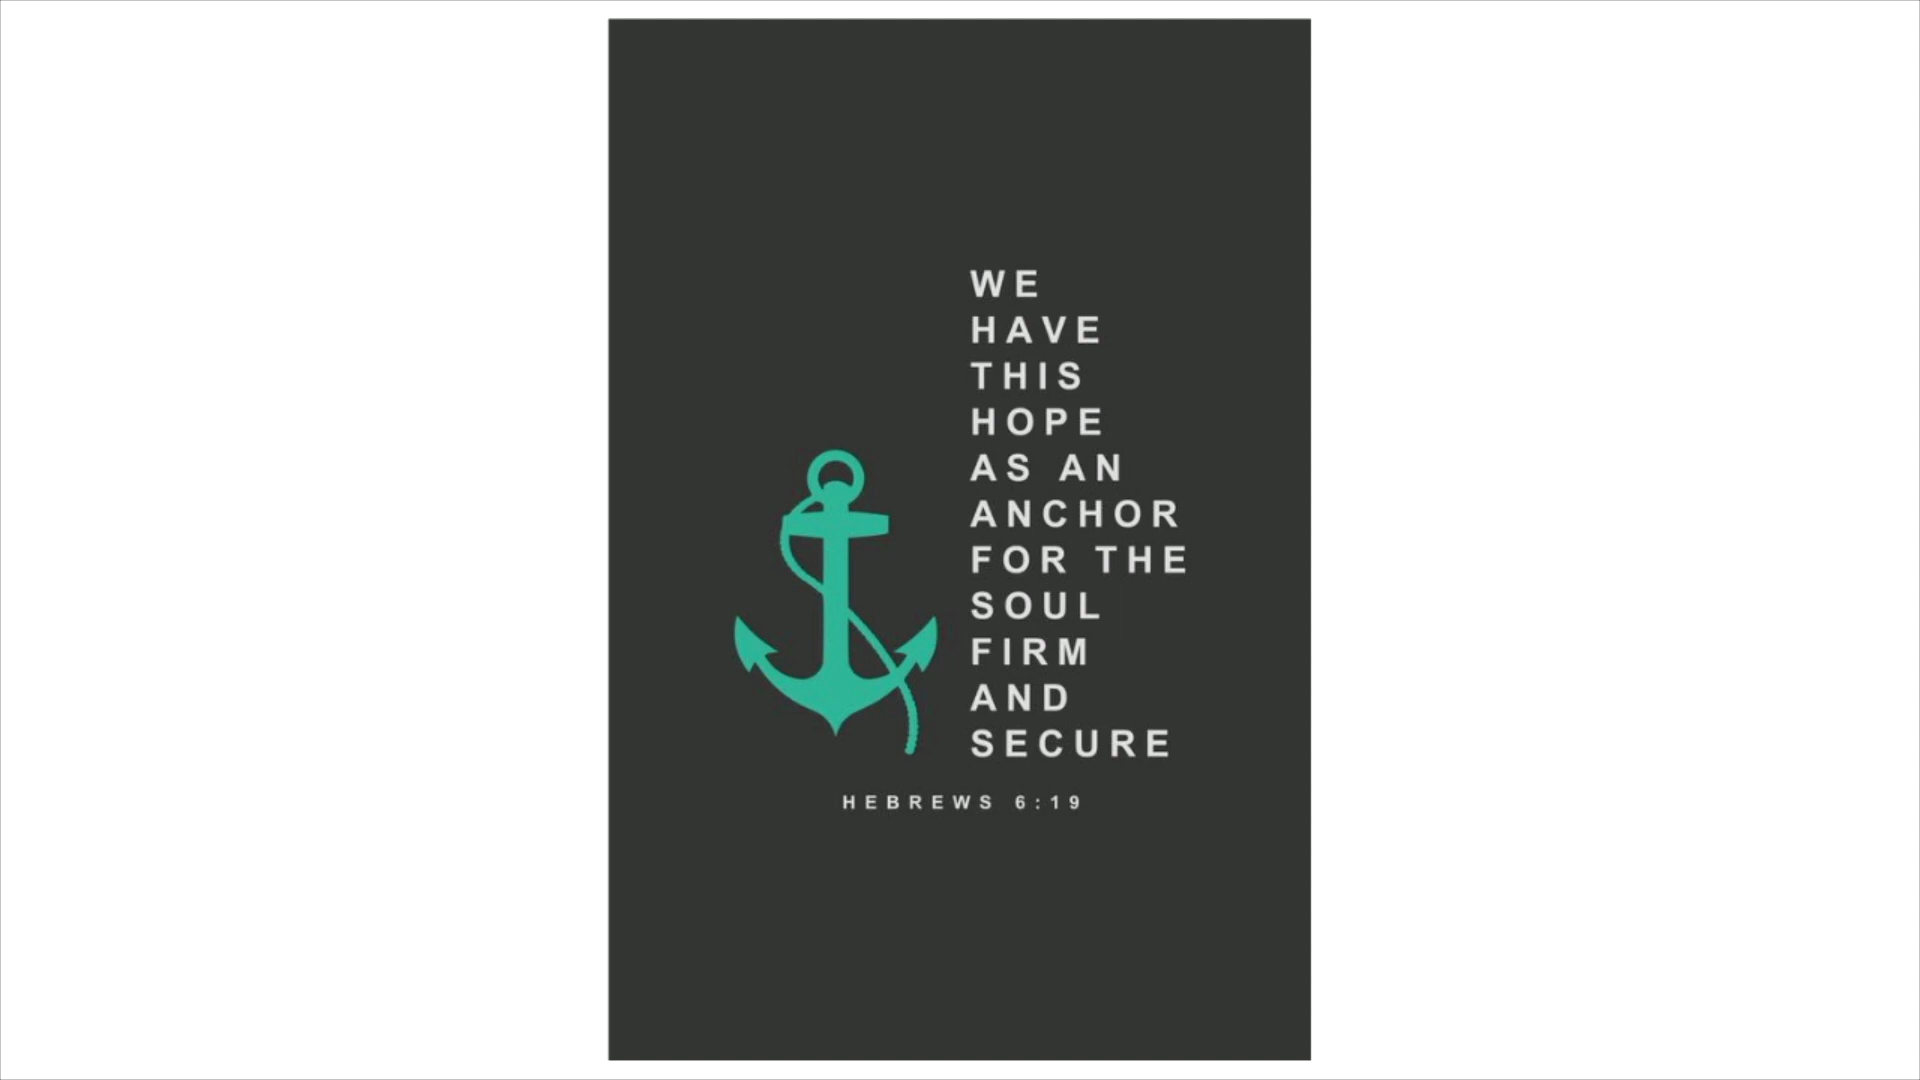 WE
HAVE
THIS
HOPE
AS AN
ANCHOR
FOR THE
SOUL
FIRM
AND
SECURE
HEBREWS 6:19